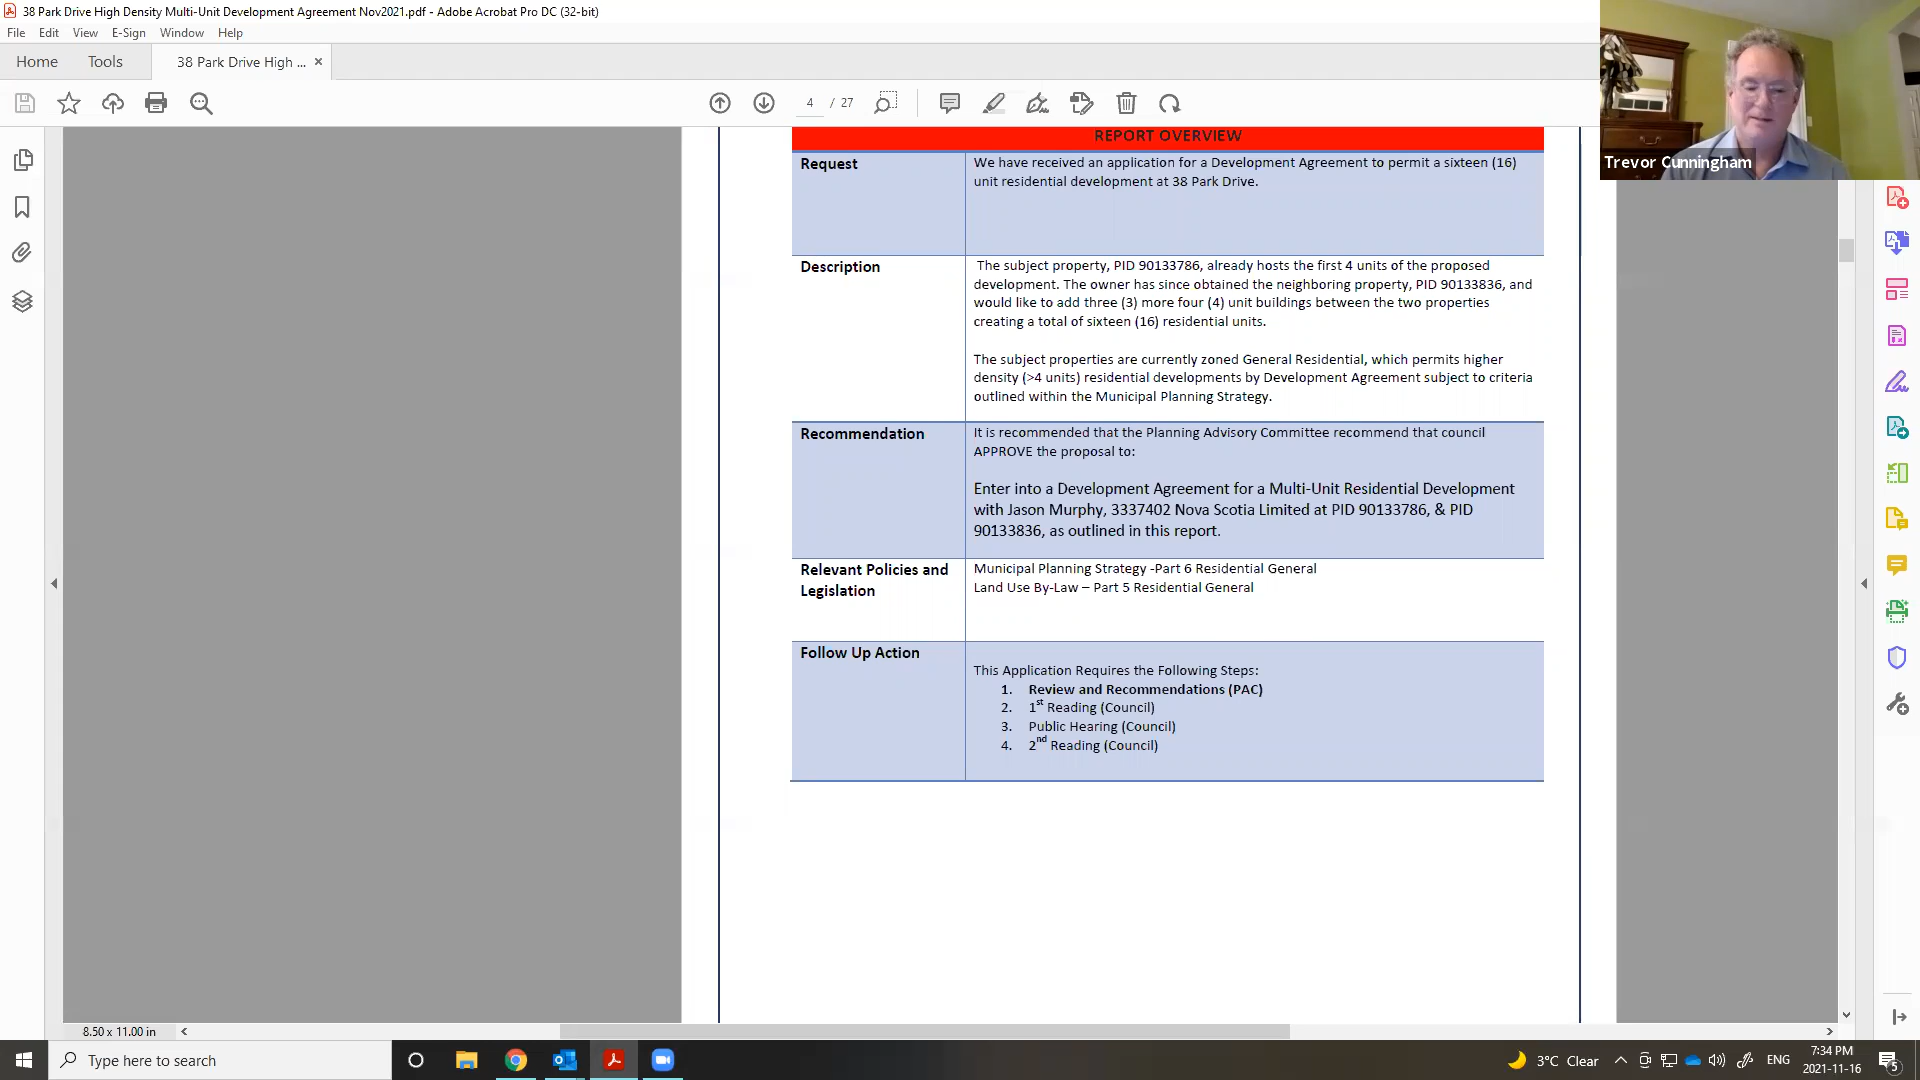 38 Park Drive High Density Multi-Unit Development Agreement Nov2021.pdf - Adobe Acrobat Pro DC (32-bit)
File Edit View E-Sign Window Help
Home Tools 38 Park Drive High ... ×
4 / 27
Trevor Cunningham
REPORT OVERVIEW
Request
We have received an application for a Development Agreement to permit a sixteen (16)
unit residential development at 38 Park Drive.
Description
The subject property, PID 90133786, already hosts the first 4 units of the proposed
development. The owner has since obtained the neighboring property, PID 90133836, and
would like to add three (3) more four (4) unit buildings between the two properties
creating a total of sixteen (16) residential units.
The subject properties are currently zoned General Residential, which permits higher
density (>4 units) residential developments by Development Agreement subject to criteria
outlined within the Municipal Planning Strategy.
Recommendation
It is recommended that the Planning Advisory Committee recommend that council
APPROVE the proposal to:
Enter into a Development Agreement for a Multi-Unit Residential Development
with Jason Murphy, 3337402 Nova Scotia Limited at PID 90133786, & PID
90133836, as outlined in this report.
Relevant Policies and
Legislation
Municipal Planning Strategy -Part 6 Residential General
Land Use By-Law – Part 5 Residential General
Follow Up Action
This Application Requires the Following Steps:
1. Review and Recommendations (PAC)
2. 1st Reading (Council)
3. Public Hearing (Council)
4. 2nd Reading (Council)
8.50 x 11.00 in
Type here to search
3°C Clear
ENG
7:34 PM
2021-11-16
5